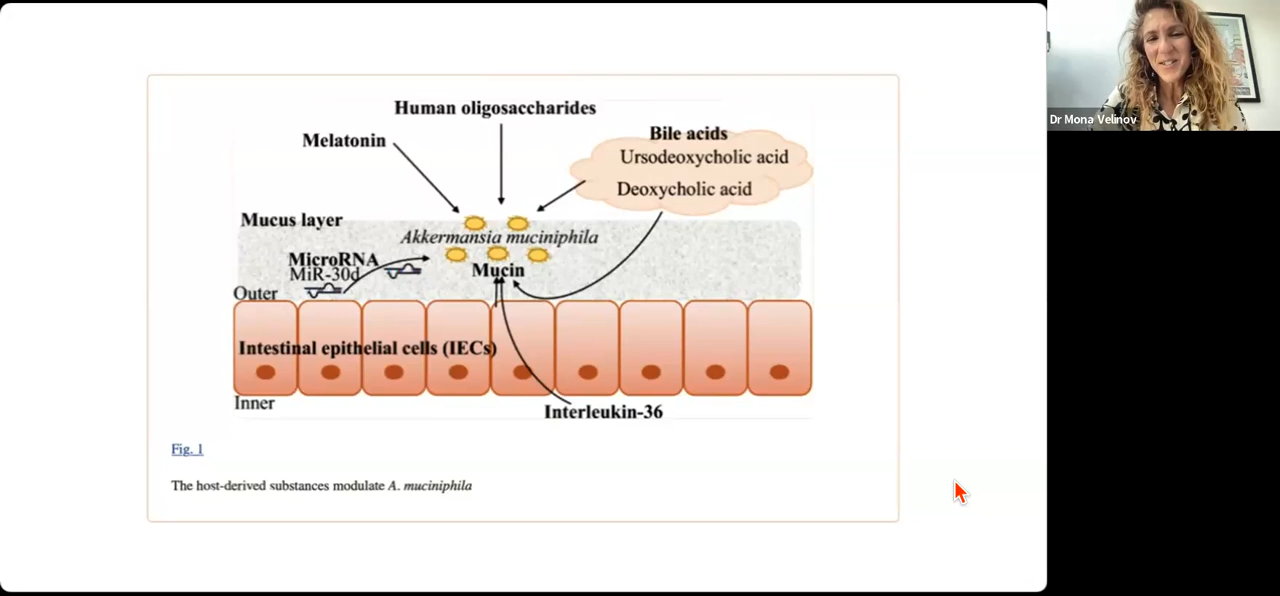 Human oligosaccharides
Melatonin
Bile acids
Ursodeoxycholic acid
Deoxycholic acid
Mucus layer
Akkermansia muciniphila
MicroRNA
MiR-30d
Mucin
Outer
Intestinal epithelial cells (IECs)
Inner
Interleukin-36
Fig. 1
The host-derived substances modulate A. muciniphila
Dr Mona Velinov